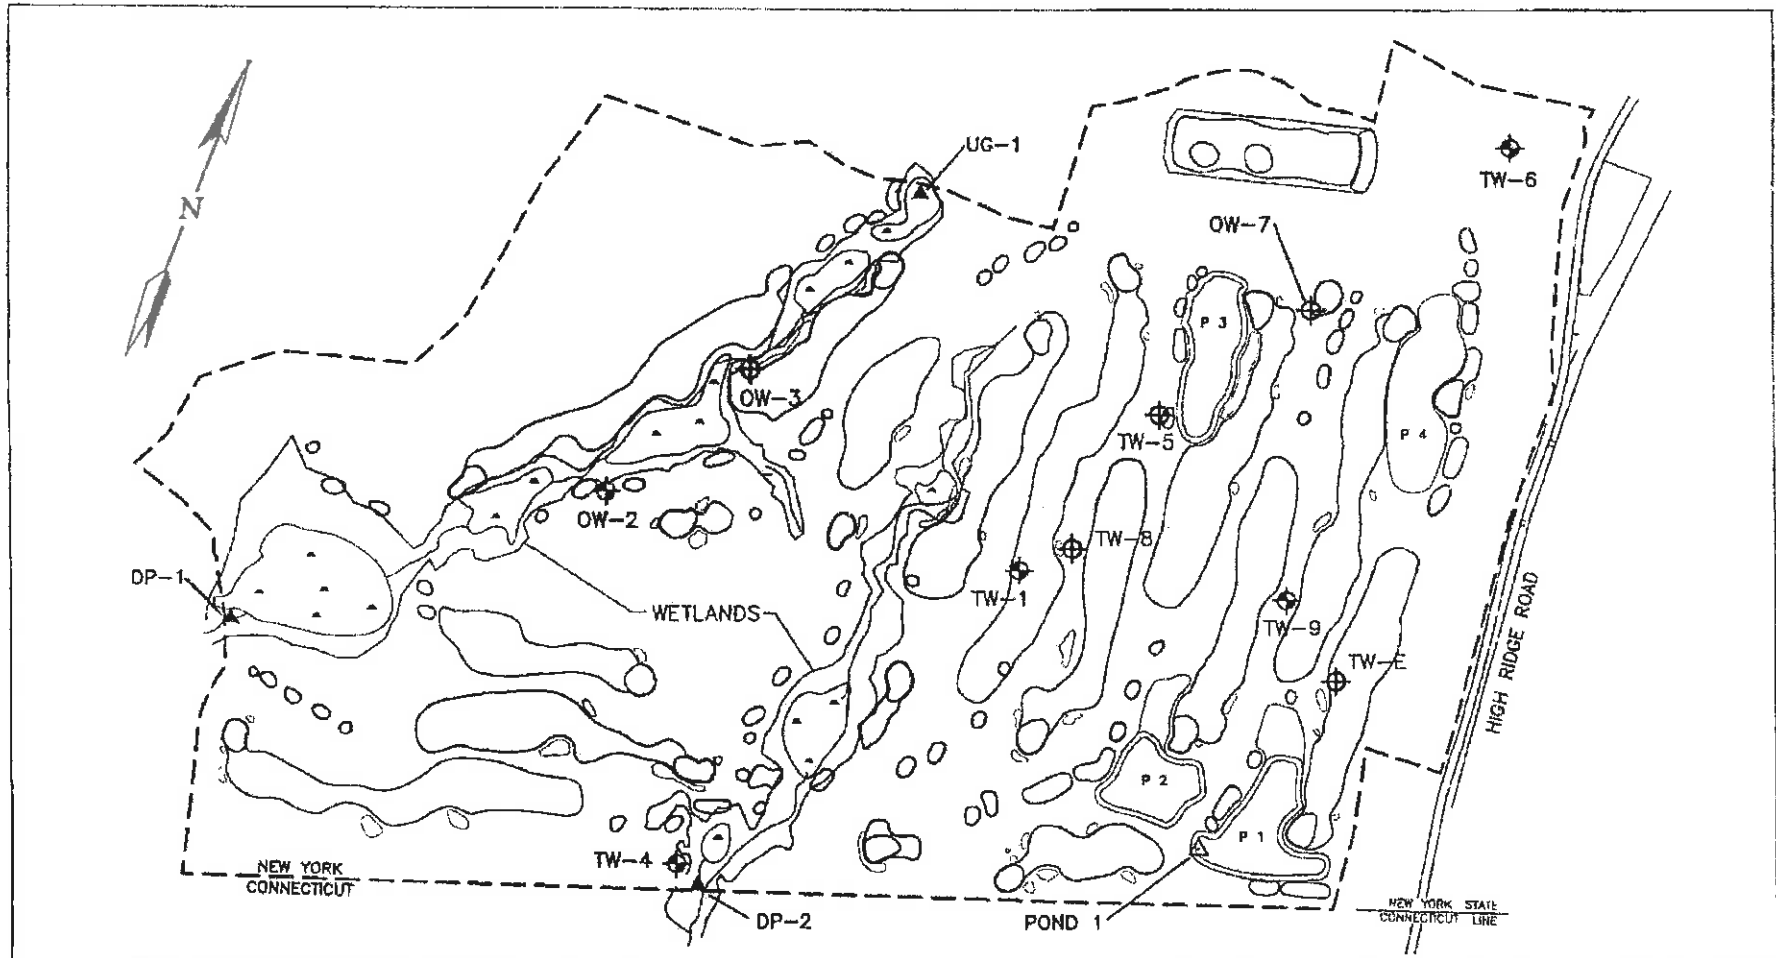 UG-1
TW-6
N
OW-7
P 3
OW-3
TW-5
P 4
OW-2
TW-8
DP-1
TW-1
WETLANDS
TW-9
TW-E
HIGH RIDGE ROAD
P 2
P 1
TW-4
NEW YORK
CONNECTICUT
DP-2
POND 1
NEW YORK STATE
CONNECTICUT LINE